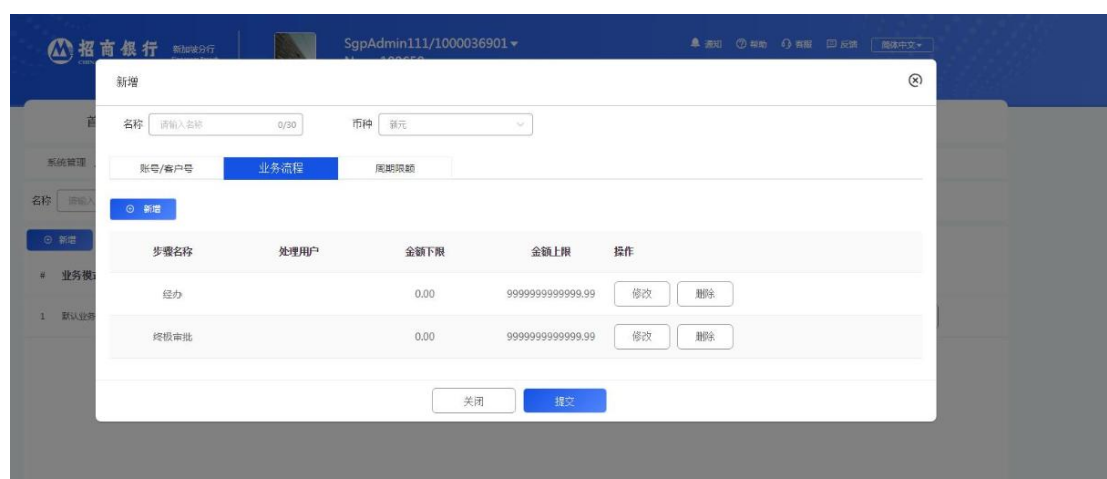 招商银行 新加坡分行 SgpAdmin111/1000036901 通知 帮助 客服 反馈 简体中文
新增
名称 请输入名称 0/30 币种 新元
首
系统管理
账号/客户号 业务流程 周期限额
名称 请输入
新增
新增
步骤名称 处理用户 金额下限 金额上限 操作
# 业务模
经办 0.00 9999999999999.99 修改 删除
1 默认业务
终极审批 0.00 9999999999999.99 修改 删除
关闭 提交